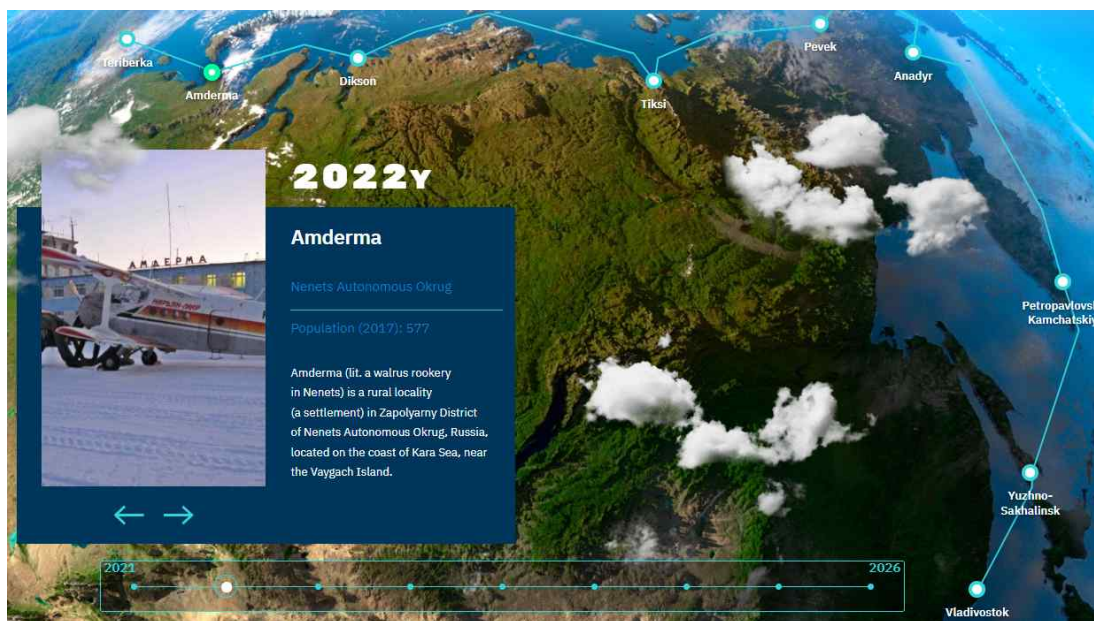 Teriberka
Amderma
Dikson
Tiksi
Pevek
Anadyr
2022Y
АМДЕРМА
Amderma
Nenets Autonomous Okrug
Population (2017): 577
Amderma (lit. a walrus rookery
in Nenets) is a rural locality
(a settlement) in Zapolyarny District
of Nenets Autonomous Okrug, Russia,
located on the coast of Kara Sea, near
the Vaygach Island.
Petropavlovsk
Kamchatskiy
Yuzhno-
Sakhalinsk
Vladivostok
2021
2026